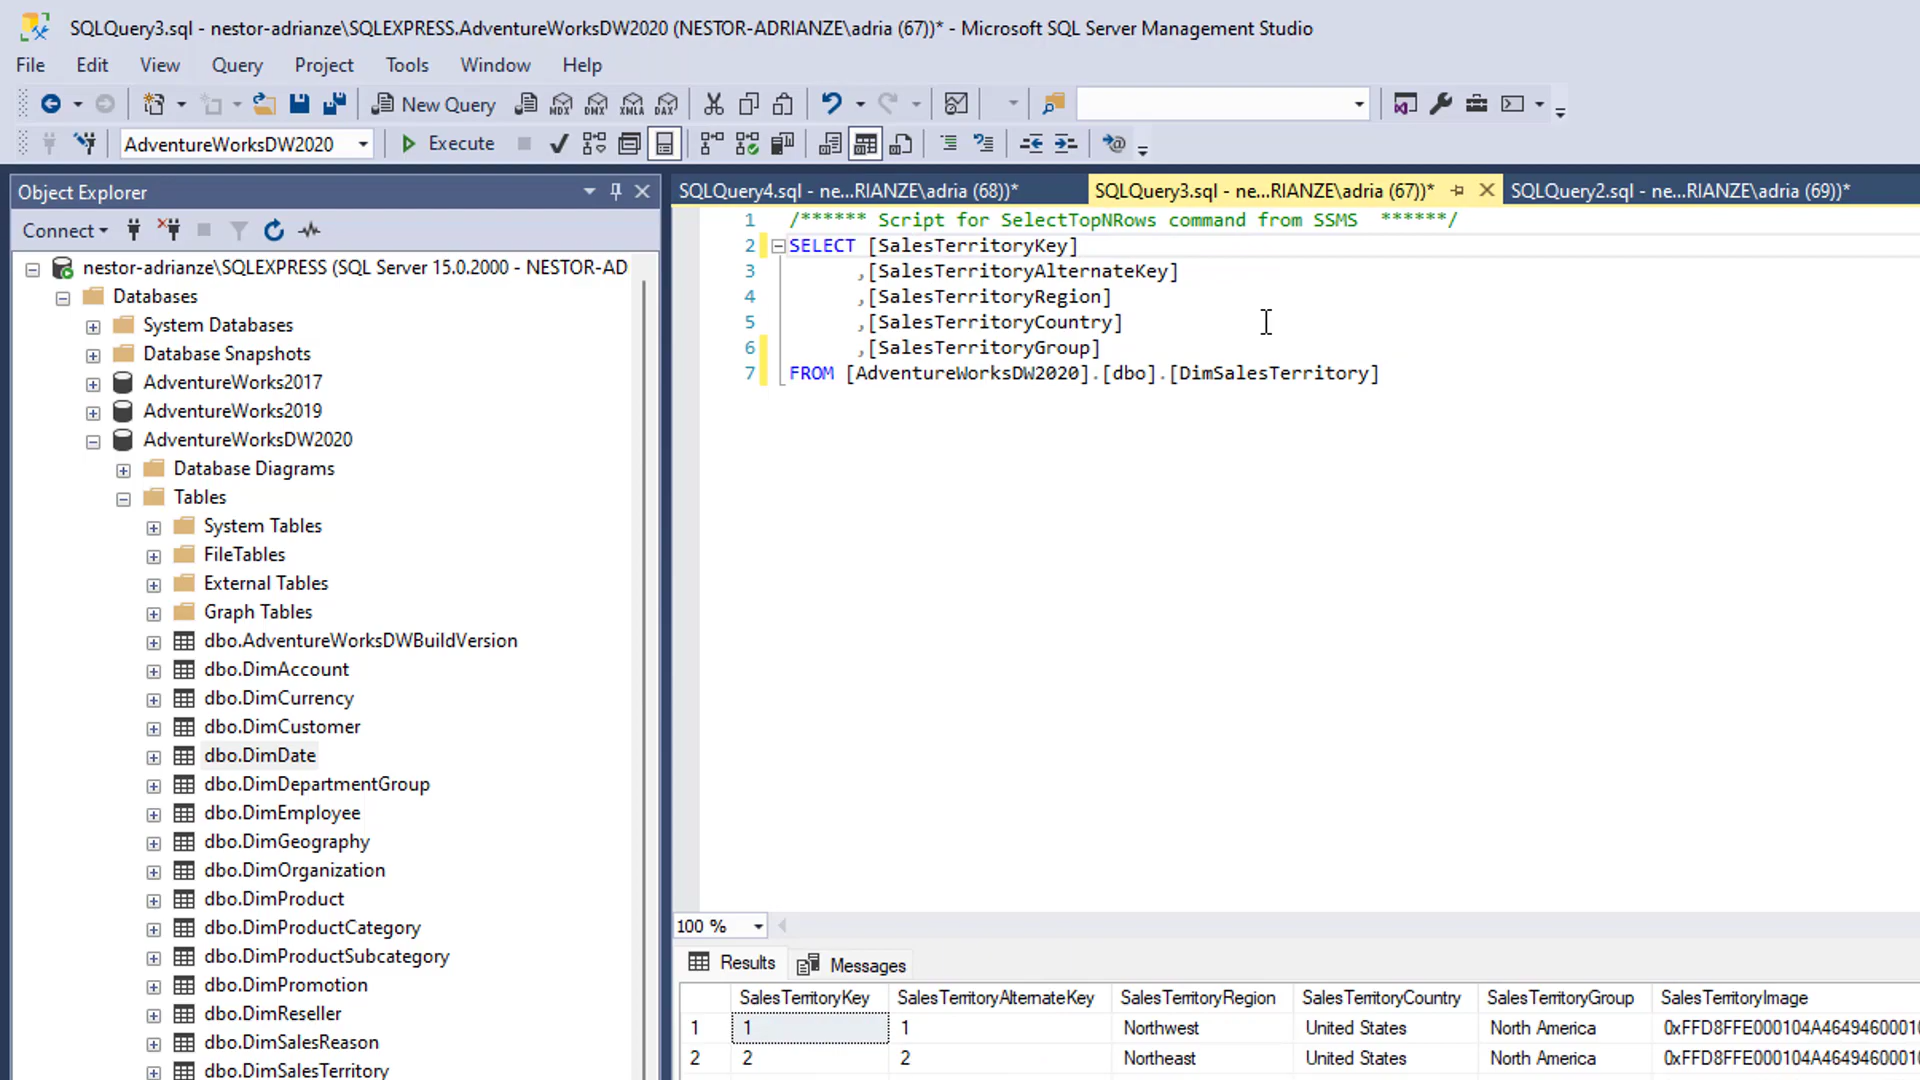 SQLQuery3.sql - nestor-adrianze\SQLEXPRESS.AdventureWorksDW2020 (NESTOR-ADRIANZE\adria (67))* - Microsoft SQL Server Management Studio
File Edit View Query Project Tools Window Help
New Query MDX DMX XMLA DAX
AdventureWorksDW2020 Execute
Object Explorer
Connect
nestor-adrianze\SQLEXPRESS (SQL Server 15.0.2000 - NESTOR-AD
Databases
System Databases
Database Snapshots
AdventureWorks2017
AdventureWorks2019
AdventureWorksDW2020
Database Diagrams
Tables
System Tables
FileTables
External Tables
Graph Tables
dbo.AdventureWorksDWBuildVersion
dbo.DimAccount
dbo.DimCurrency
dbo.DimCustomer
dbo.DimDate
dbo.DimDepartmentGroup
dbo.DimEmployee
dbo.DimGeography
dbo.DimOrganization
dbo.DimProduct
dbo.DimProductCategory
dbo.DimProductSubcategory
dbo.DimPromotion
dbo.DimReseller
dbo.DimSalesReason
dbo.DimSalesTerritory
SQLQuery4.sql - ne...RIANZE\adria (68))* SQLQuery3.sql - ne...RIANZE\adria (67))* SQLQuery2.sql - ne...RIANZE\adria (69))*
1 /****** Script for SelectTopNRows command from SSMS ******/
2 SELECT [SalesTerritoryKey]
3 ,[SalesTerritoryAlternateKey]
4 ,[SalesTerritoryRegion]
5 ,[SalesTerritoryCountry]
6 ,[SalesTerritoryGroup]
7 FROM [AdventureWorksDW2020].[dbo].[DimSalesTerritory]
100 %
Results Messages
SalesTerritoryKey SalesTerritoryAlternateKey SalesTerritoryRegion SalesTerritoryCountry SalesTerritoryGroup SalesTerritoryImage
1 1 1 Northwest United States North America 0xFFD8FFE000104A46494600010
2 2 2 Northeast United States North America 0xFFD8FFE000104A46494600010